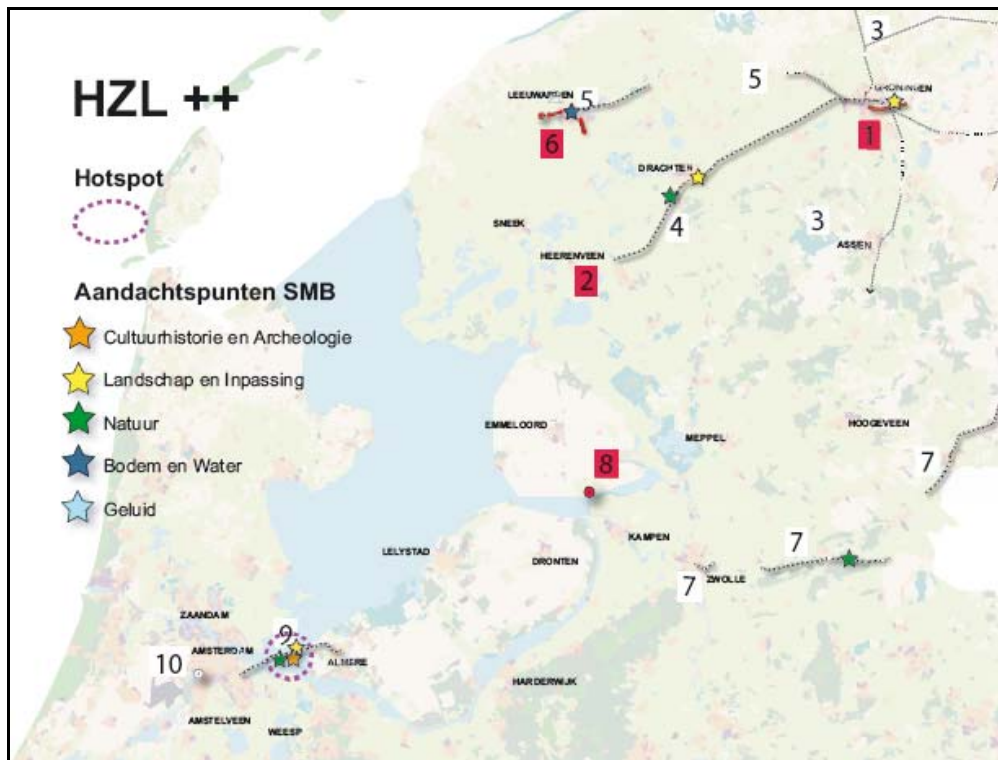 HZL ++
Hotspot
Aandachtspunten SMB
Cultuurhistorie en Archeologie
Landschap en Inpassing
Natuur
Bodem en Water
Geluid
3
5
GRONINGEN
LEEUWARDEN
5
6
1
DRACHTEN
4
3
SNEEK
ASSEN
HEERENVEEN
2
EMMELOORD
HOOGEVEEN
MEPPEL
8
7
KAMPEN
LELYSTAD
DRONTEN
7
7
ZWOLLE
ZAANDAM
9
AMSTERDAM
10
ALMERE
HARDERWIJK
AMSTELVEEN
WEESP